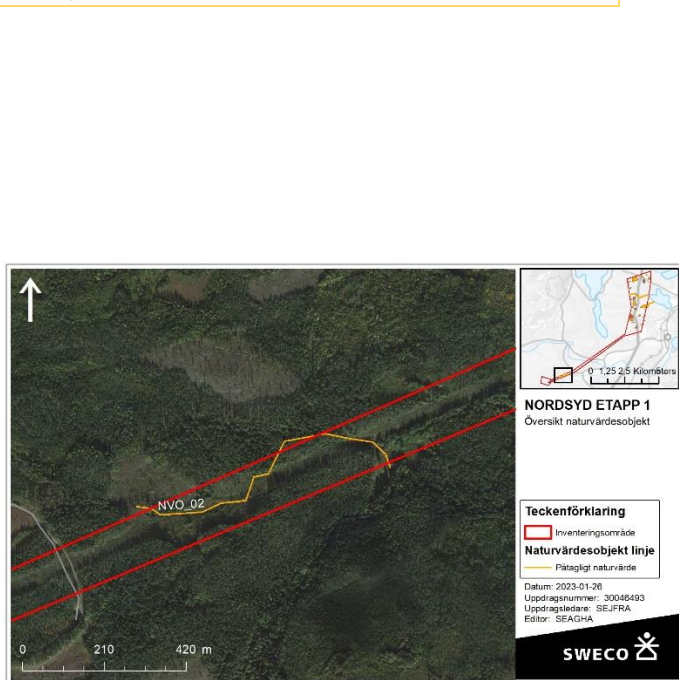 NVO_02
0 210 420 m
0 1,25 2,5 Kilometers
NORDSYD ETAPP 1
Översikt naturvärdesobjekt
Teckenförklaring
Inventeringsområde
Naturvärdesobjekt linje
Påtagligt naturvärde
Datum: 2023-01-26
Uppdragsnummer: 30046493
Uppdragsledare: SEJFRA
Editor: SEAGHA
SWECO